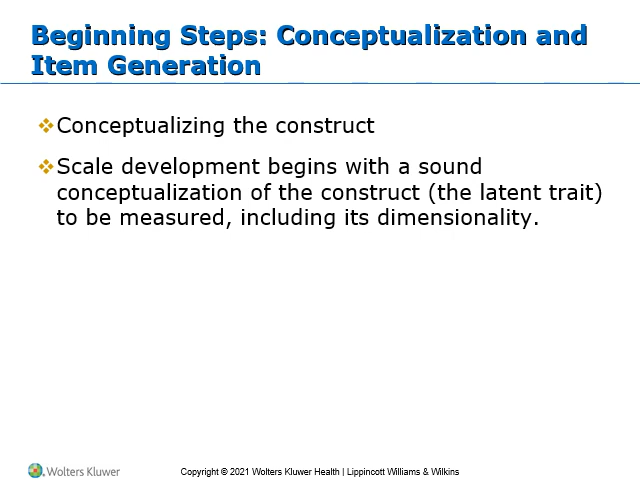 Beginning Steps: Conceptualization and
Item Generation
❖Conceptualizing the construct
❖Scale development begins with a sound
conceptualization of the construct (the latent trait)
to be measured, including its dimensionality.
Wolters Kluwer
Copyright © 2021 Wolters Kluwer Health | Lippincott Williams & Wilkins